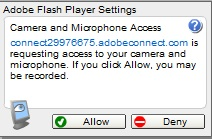 Adobe Flash Player Settings
Camera and Microphone Access
connect29976675.adobeconnect.com is
requesting access to your camera and
microphone. If you click Allow, you may
be recorded.
Allow
Deny